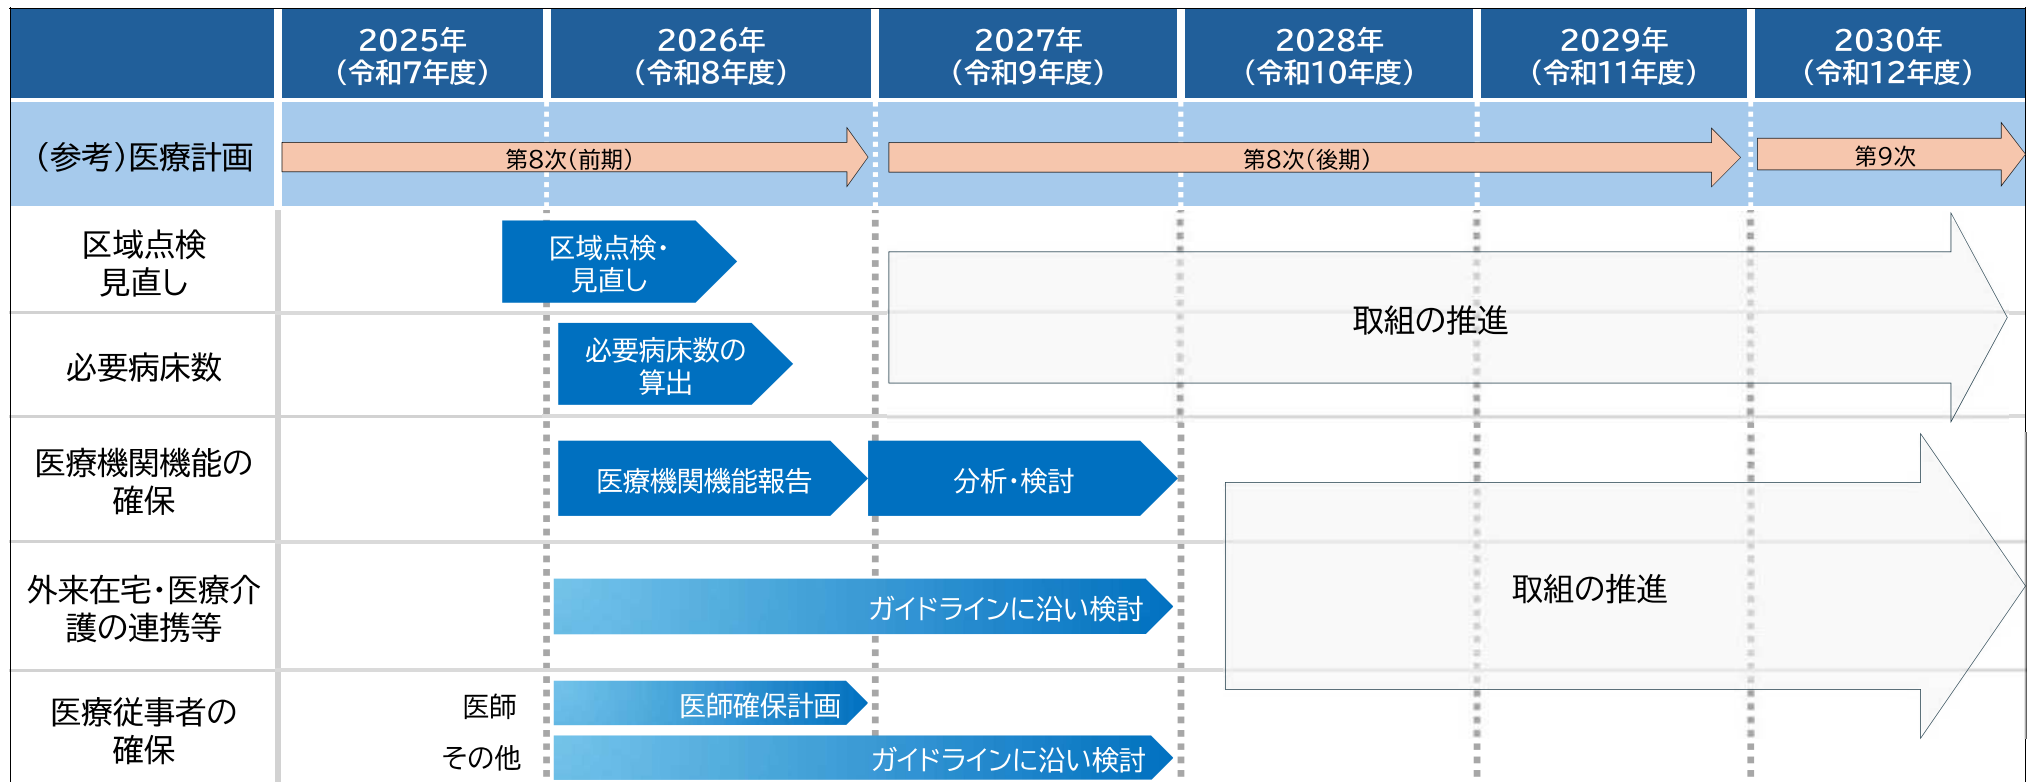 2025年
（令和7年度）
2026年
（令和8年度）
2027年
（令和9年度）
2028年
（令和10年度）
2029年
（令和11年度）
2030年
（令和12年度）
（参考）医療計画
第8次（前期）
第8次（後期）
第9次
区域点検
見直し
区域点検・
見直し
取組の推進
必要病床数
必要病床数の
算出
医療機関機能の
確保
医療機関機能報告
分析・検討
外来在宅・医療介
護の連携等
ガイドラインに沿い検討
取組の推進
医療従事者の
確保
医師
医師確保計画
その他
ガイドラインに沿い検討